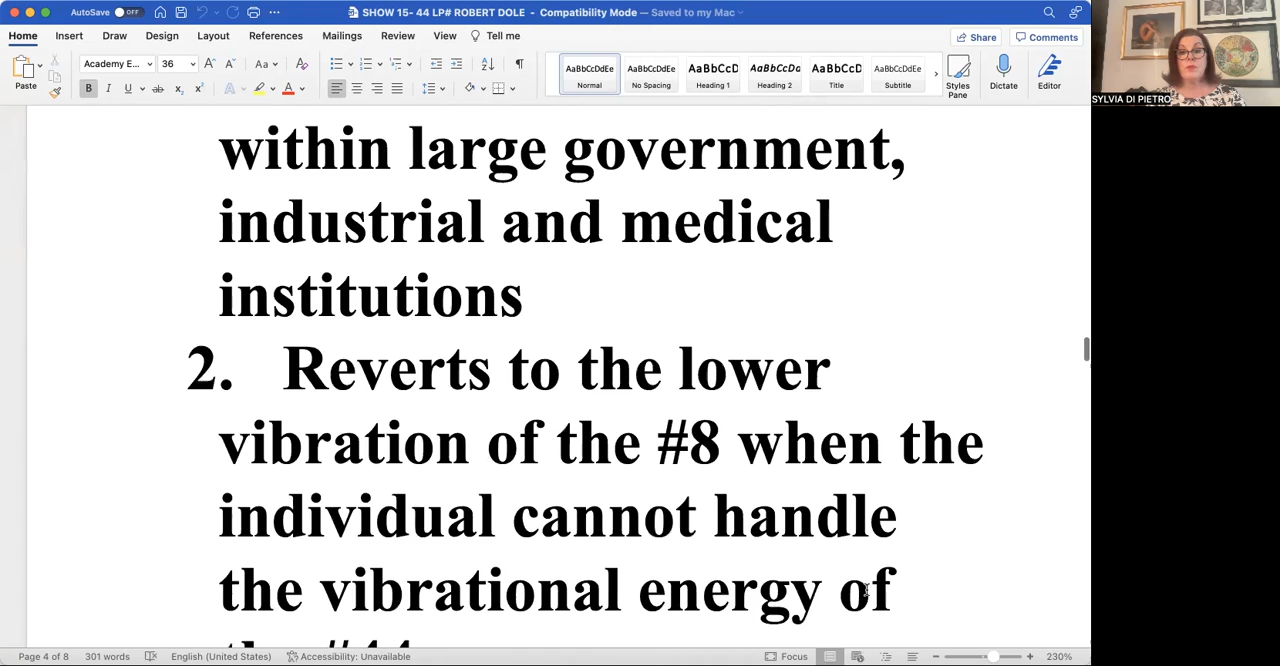 AutoSave OFF
SHOW 15- 44 LP# ROBERT DOLE - Compatibility Mode — Saved to my Mac
Home Insert Draw Design Layout References Mailings Review View Tell me
Share Comments
Paste
Academy E... 36
AaBbCcDdEe Normal
AaBbCcDdEe No Spacing
AaBbCcD Heading 1
AaBbCcDd Heading 2
AaBbCcD Title
AaBbCcDdEe Subtitle
Styles Pane
Dictate
Editor
SYLVIA DI PIETRO
within large government,
industrial and medical
institutions
2. Reverts to the lower
vibration of the #8 when the
individual cannot handle
the vibrational energy of
the #44
Page 4 of 8 301 words English (United States) Accessibility: Unavailable Focus 230%